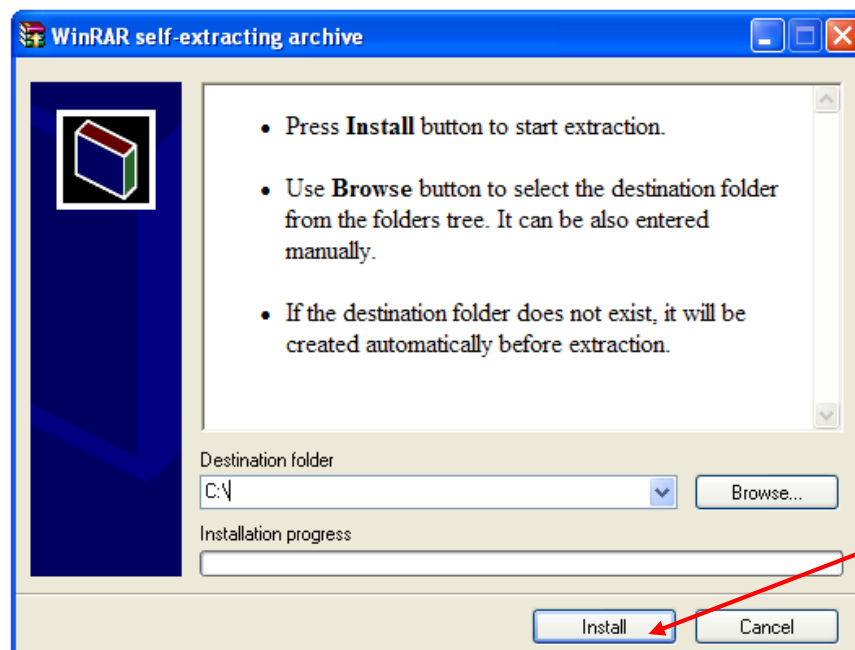 WinRAR self-extracting archive
• Press Install button to start extraction.
• Use Browse button to select the destination folder
from the folders tree. It can be also entered
manually.
• If the destination folder does not exist, it will be
created automatically before extraction.
Destination folder
C:\
Browse...
Installation progress
Install
Cancel